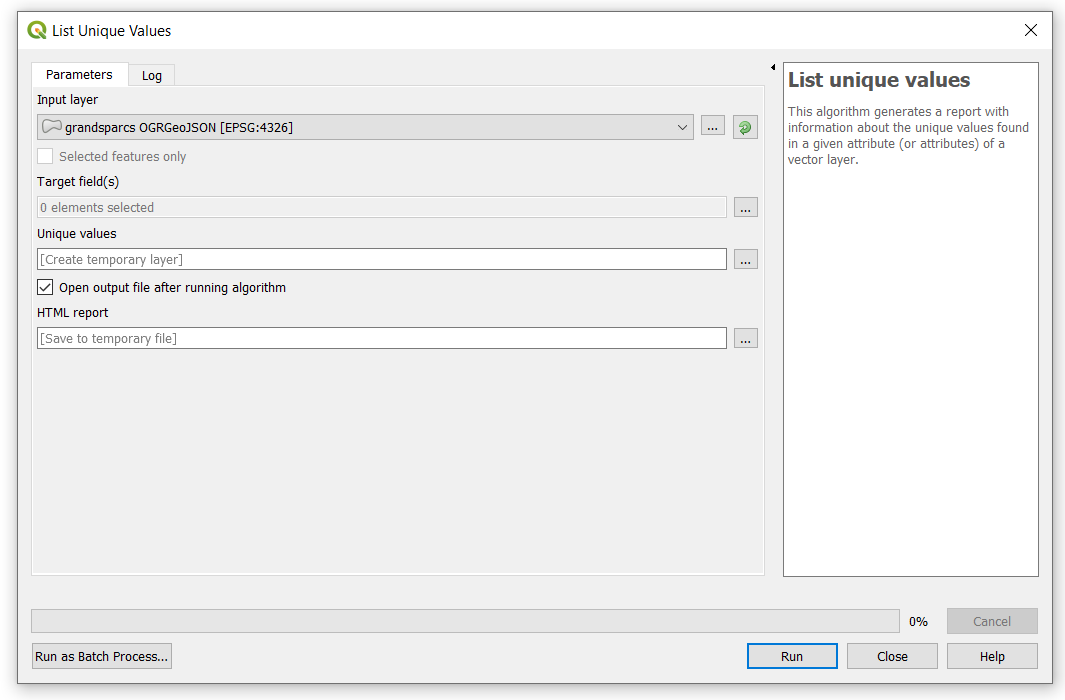 List Unique Values
Parameters
Log
Input layer
grandsparcs OGRGeoJSON [EPSG:4326]
...
Selected features only
Target field(s)
0 elements selected
...
Unique values
[Create temporary layer]
...
Open output file after running algorithm
HTML report
[Save to temporary file]
...
List unique values
This algorithm generates a report with
information about the unique values found
in a given attribute (or attributes) of a
vector layer.
0%
Cancel
Run as Batch Process...
Run
Close
Help